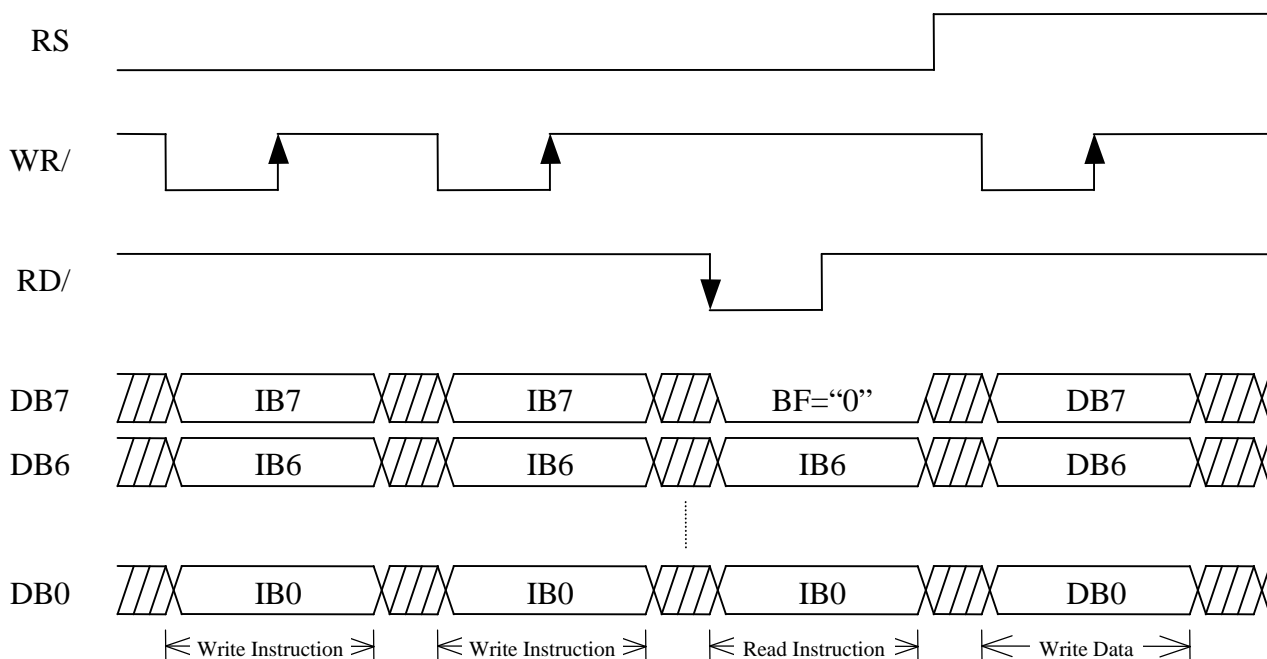 RS
WR/
RD/
DB7 IB7 IB7 BF=“0” DB7
DB6 IB6 IB6 IB6 DB6
DB0 IB0 IB0 IB0 DB0
Write Instruction Write Instruction Read Instruction Write Data